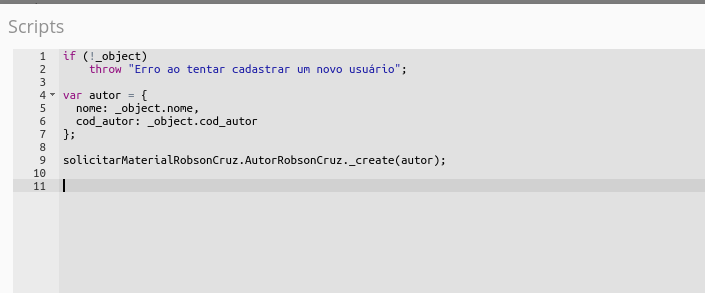 Scripts
1 if (!_object)
2     throw "Erro ao tentar cadastrar um novo usuário";
3
4 var autor = {
5   nome: _object.nome,
6   cod_autor: _object.cod_autor
7 };
8
9 solicitarMaterialRobsonCruz.AutorRobsonCruz._create(autor);
10
11